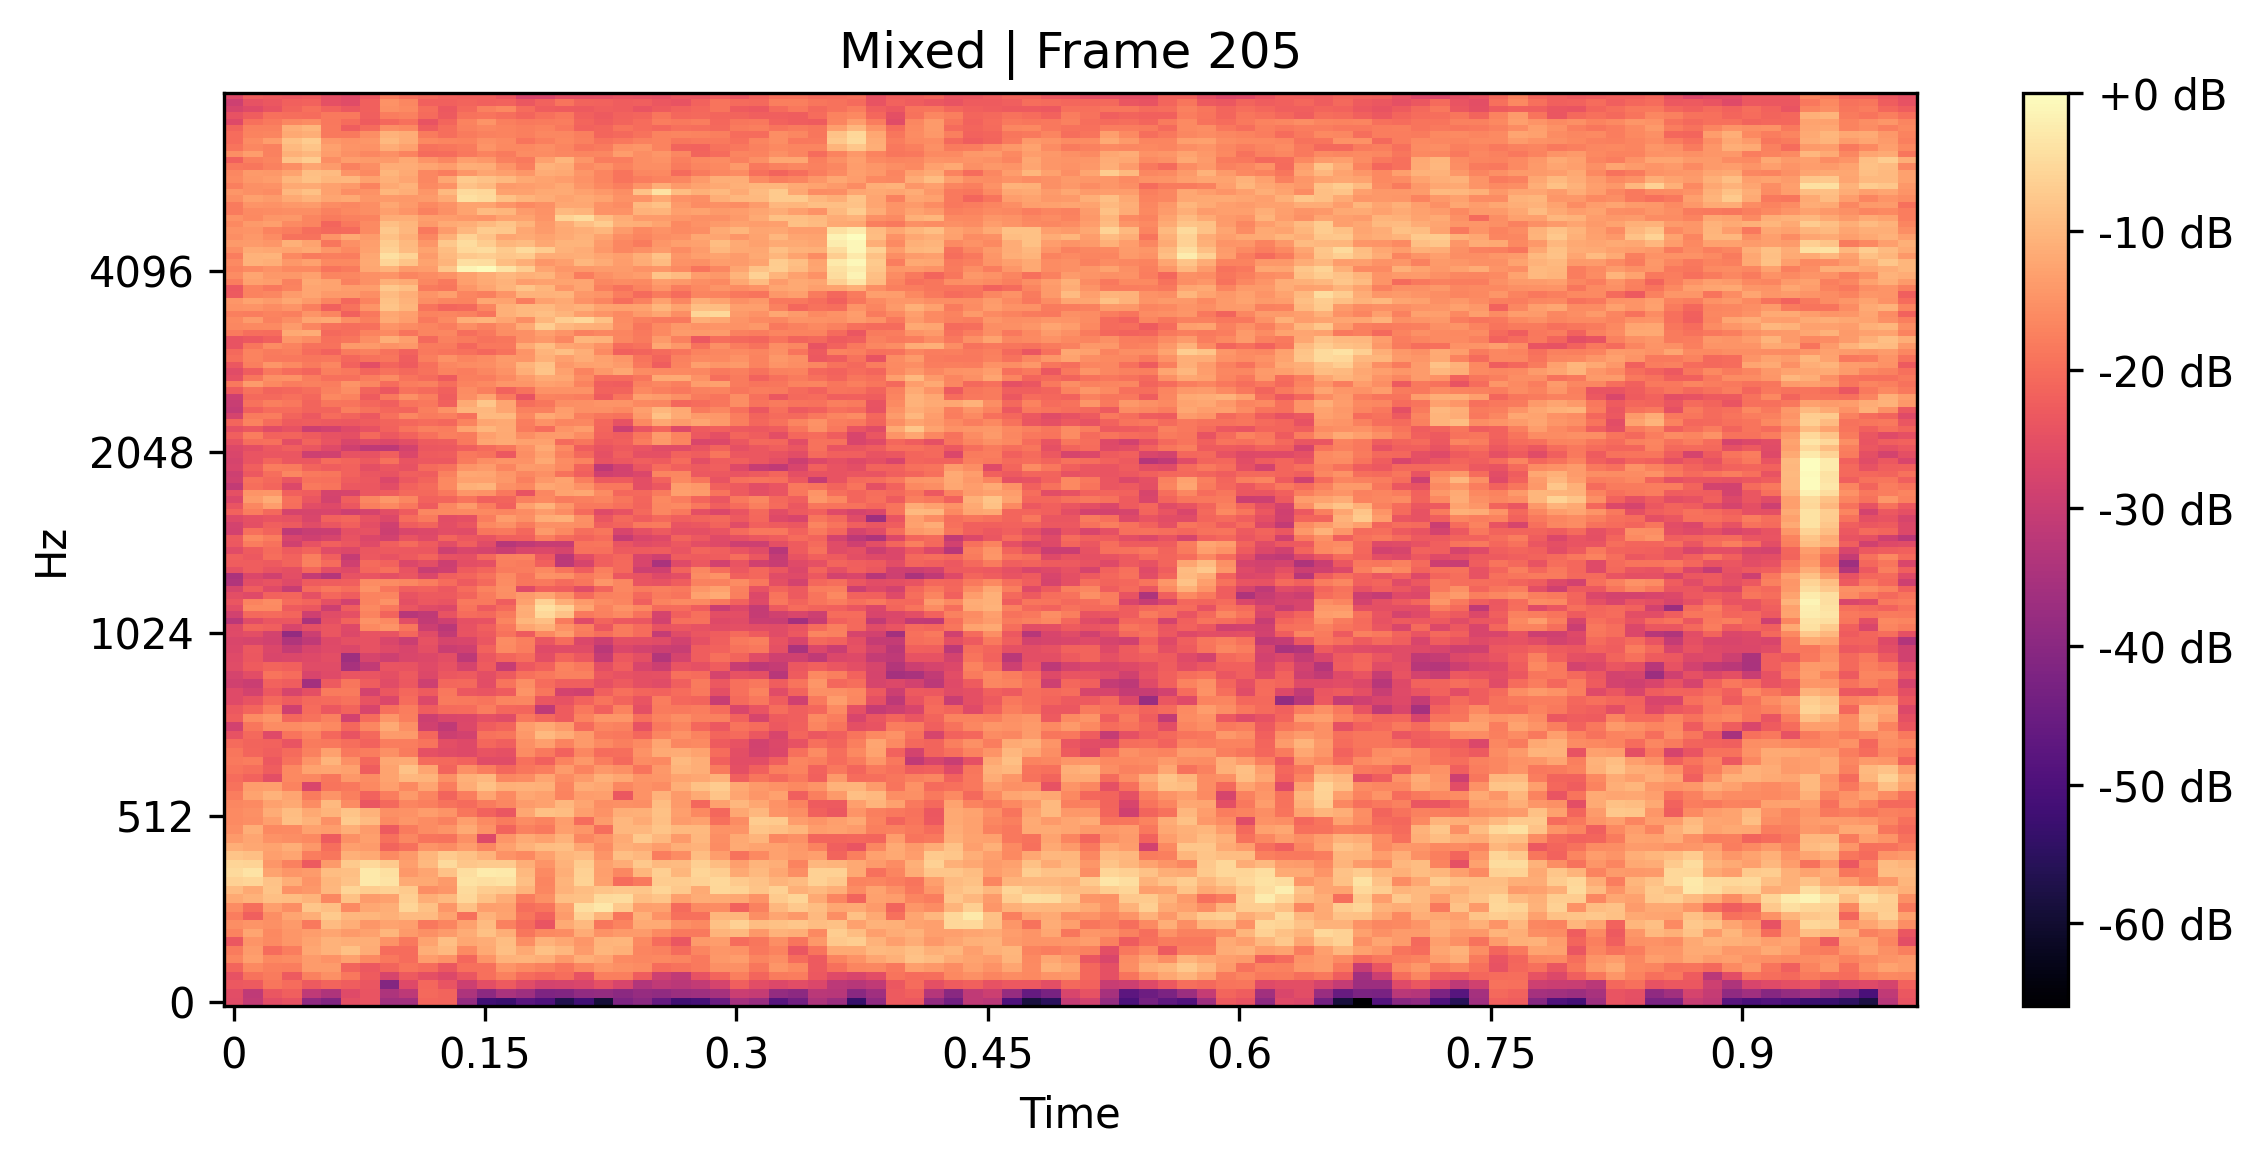 Mixed | Frame 205
+0 dB
-10 dB
-20 dB
-30 dB
-40 dB
-50 dB
-60 dB
4096
2048
1024
512
0
Hz
0 0.15 0.3 0.45 0.6 0.75 0.9
Time